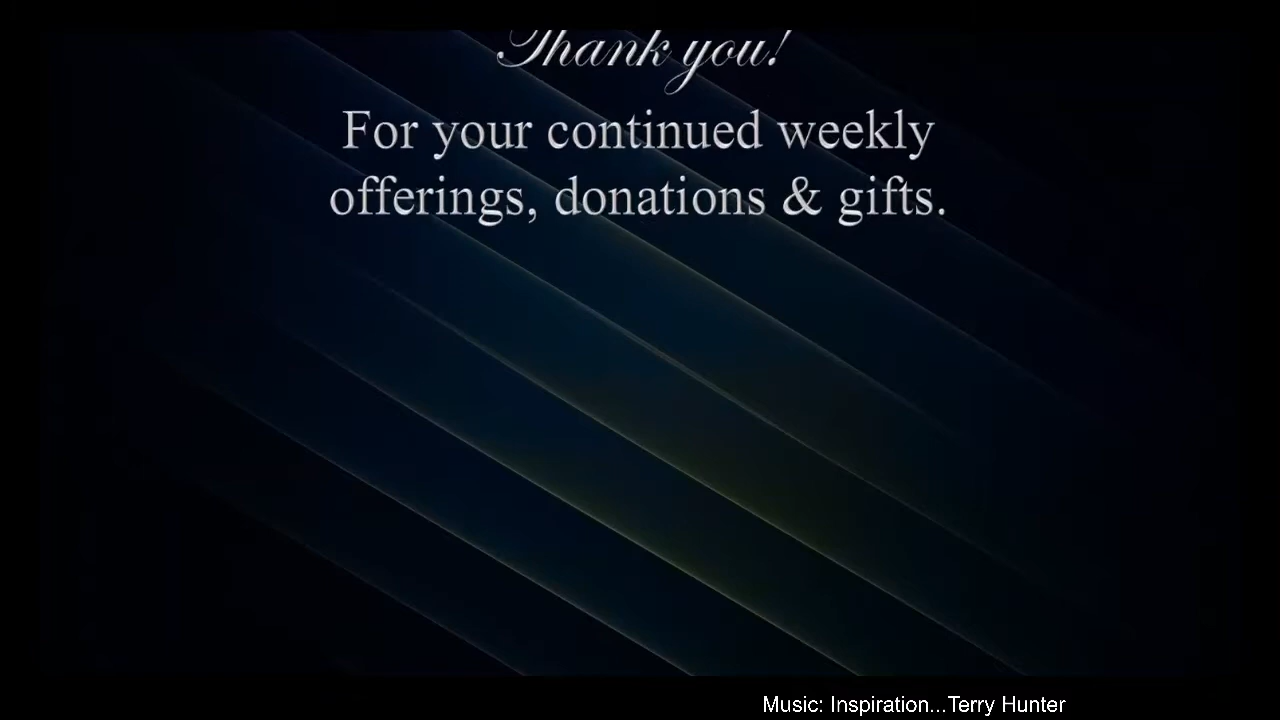 Thank you!
For your continued weekly
offerings, donations & gifts.
Music: Inspiration...Terry Hunter